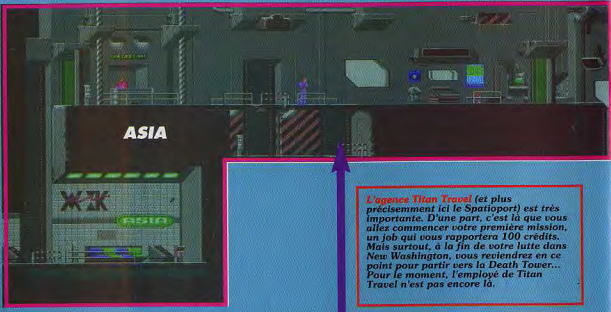 ASIA
ASIA
L'agence Titan Travel (et plus
précisemment ici le Spatioport) est très
importante. D'une part, c'est là que vous
allez commencer votre première mission,
un job qui vous rapportera 100 crédits.
Mais surtout, à la fin de votre lutte dans
New Washington, vous reviendrez en ce
point pour partir vers la Death Tower...
Pour le moment, l'employé de Titan
Travel n'est pas encore là.